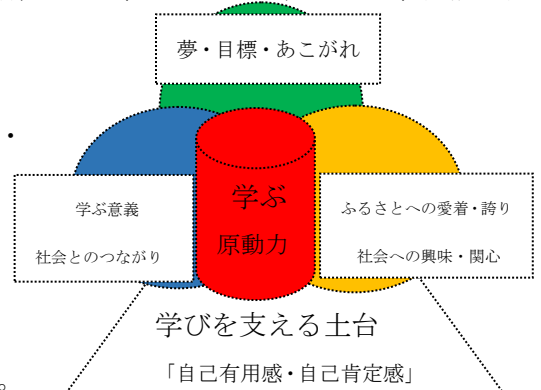 夢・目標・あこがれ
学ぶ
原動力
学ぶ意義
社会とのつながり
ふるさとへの愛着・誇り
社会への興味・関心
学びを支える土台
「自己有用感・自己肯定感」